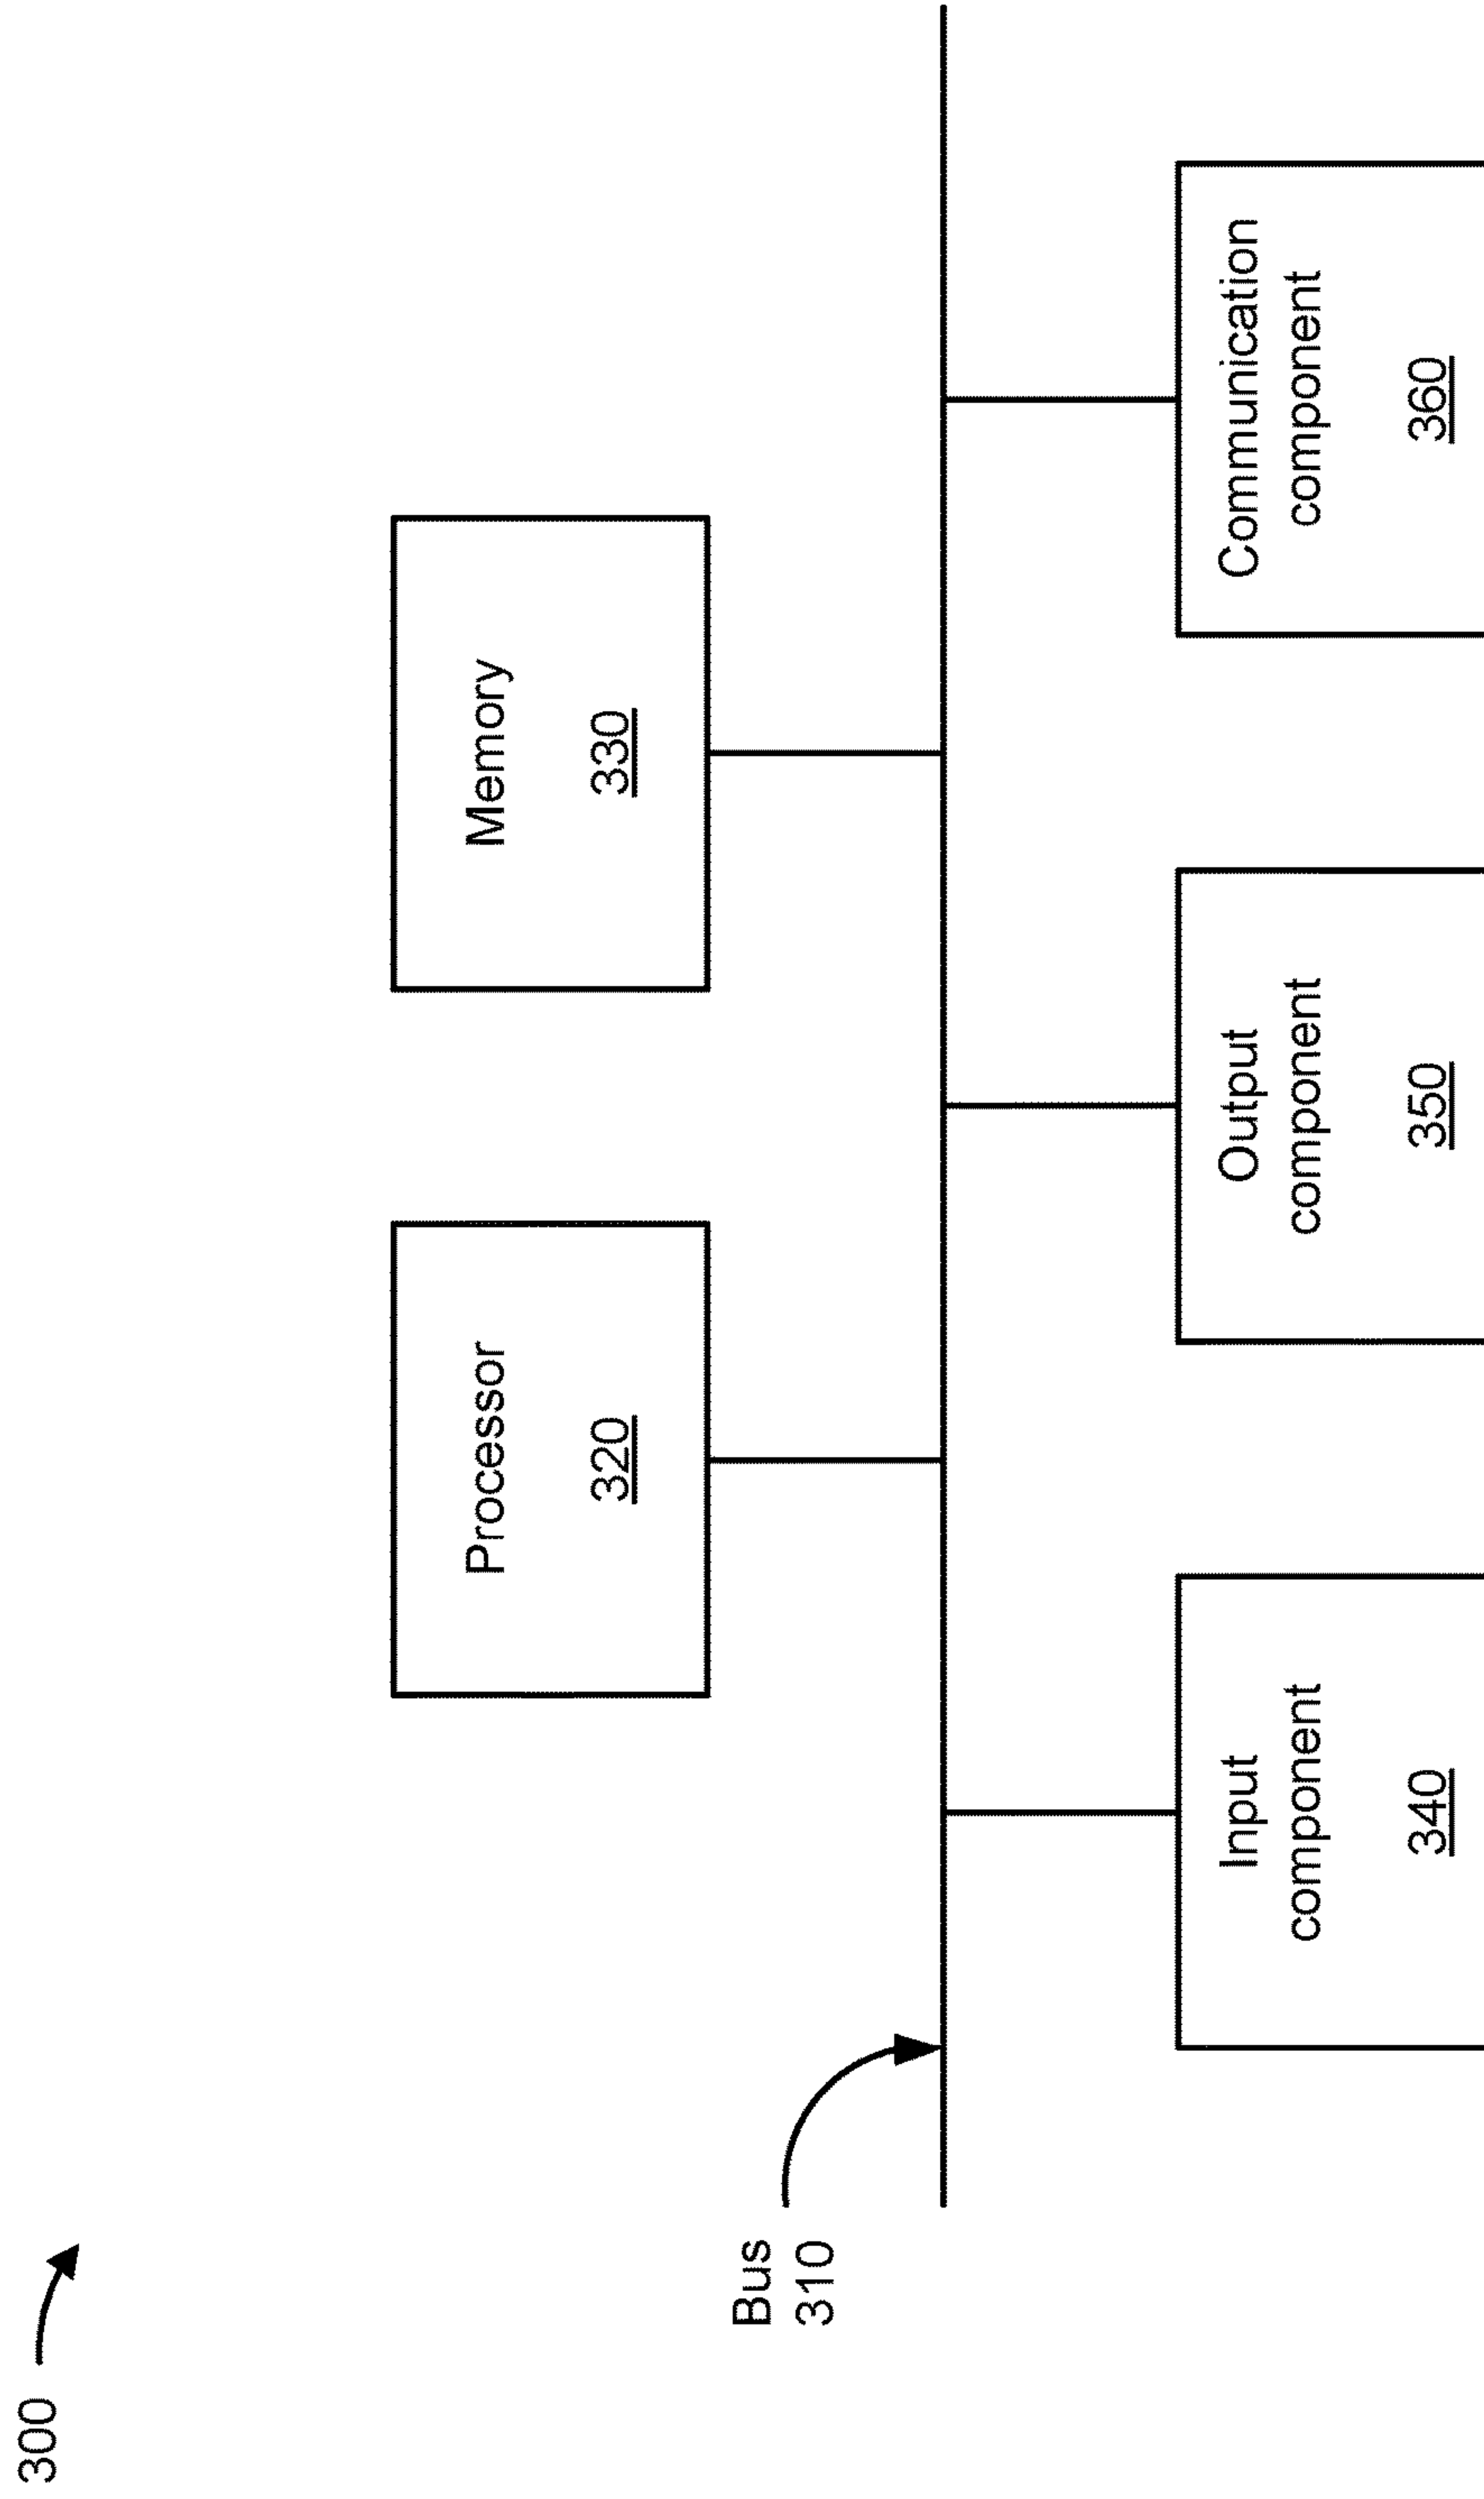 300
Processor
320
Memory
330
Bus
310
Input
component
340
Output
component
350
Communication
component
360